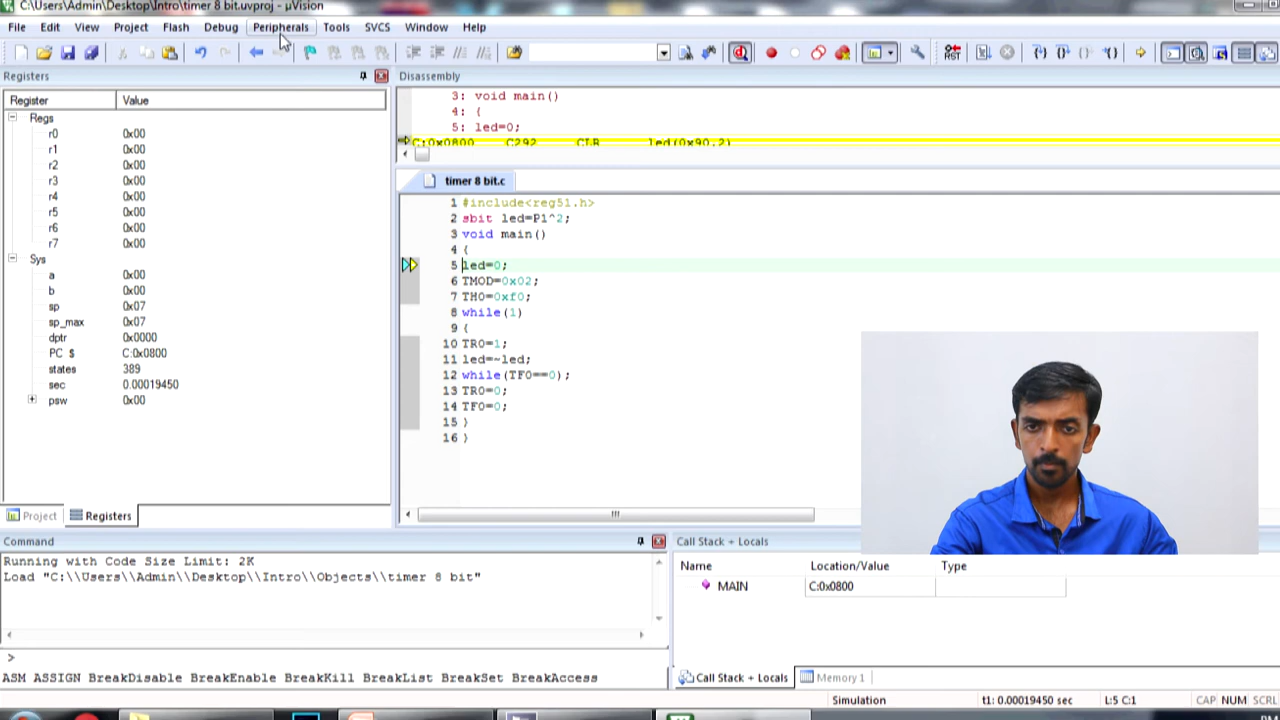 C:\Users\Admin\Desktop\Intro\timer 8 bit.uvproj - µVision
File Edit View Project Flash Debug Peripherals Tools SVCS Window Help
Registers
Register Value
Regs
r0 0x00
r1 0x00
r2 0x00
r3 0x00
r4 0x00
r5 0x00
r6 0x00
r7 0x00
Sys
a 0x00
b 0x00
sp 0x07
sp_max 0x07
dptr 0x0000
PC $ C:0x0800
states 389
sec 0.00019450
psw 0x00
Project Registers
Disassembly
3: void main()
4: {
5: led=0;
C:0x0800 C292 CLR led(0x90.2)
timer 8 bit.c
1 #include<reg51.h>
2 sbit led=P1^2;
3 void main()
4 {
5 led=0;
6 TMOD=0x02;
7 TH0=0xf0;
8 while(1)
9 {
10 TR0=1;
11 led=~led;
12 while(TF0==0);
13 TR0=0;
14 TF0=0;
15 }
16 }
Command
Running with Code Size Limit: 2K
Load "C:\\Users\\Admin\\Desktop\\Intro\\Objects\\timer 8 bit"
>
ASM ASSIGN BreakDisable BreakEnable BreakKill BreakList BreakSet BreakAccess
Call Stack + Locals
Name Location/Value Type
MAIN C:0x0800
Call Stack + Locals Memory 1
Simulation t1: 0.00019450 sec L:5 C:1 CAP NUM